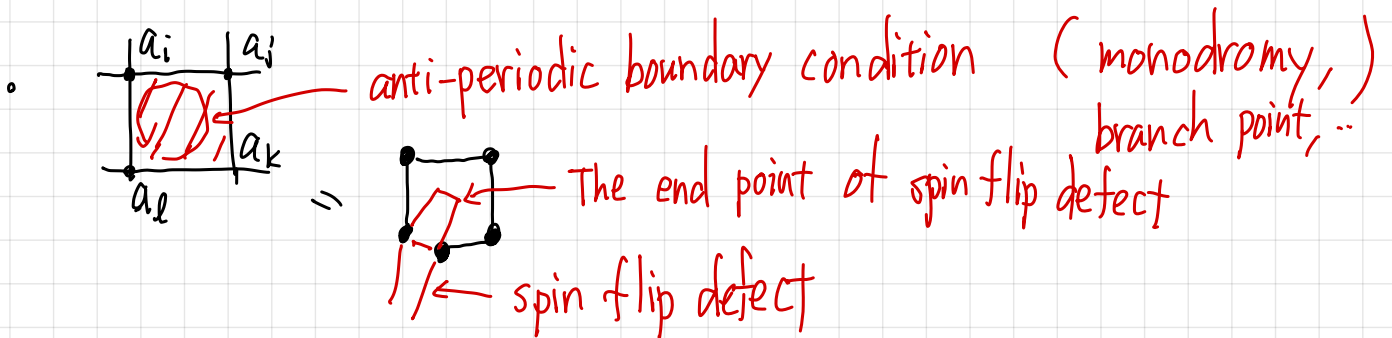 a_i a_j
anti-periodic boundary condition (monodromy,
branch point, ..)
a_k
a_l
= The end point of spin flip defect
spin flip defect